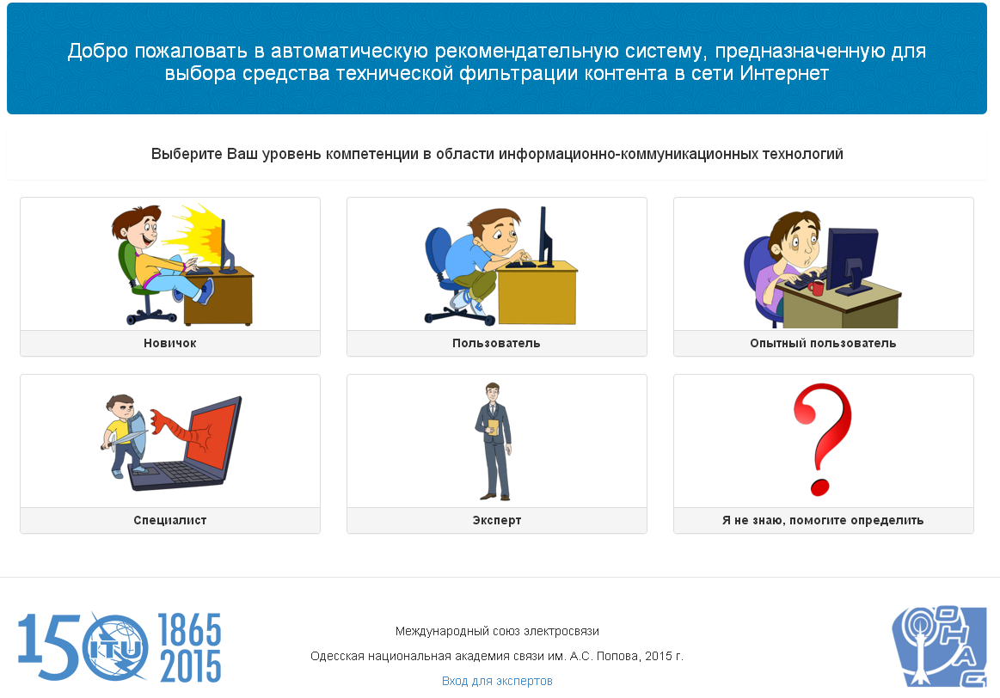 Добро пожаловать в автоматическую рекомендательную систему, предназначенную для
выбора средства технической фильтрации контента в сети Интернет
Выберите Ваш уровень компетенции в области информационно-коммуникационных технологий
Новичок
Пользователь
Опытный пользователь
Специалист
Эксперт
Я не знаю, помогите определить
150 ITU 1865
2015
Международный союз электросвязи
Одесская национальная академия связи им. А.С. Попова, 2015 г.
Вход для экспертов
ОНАС